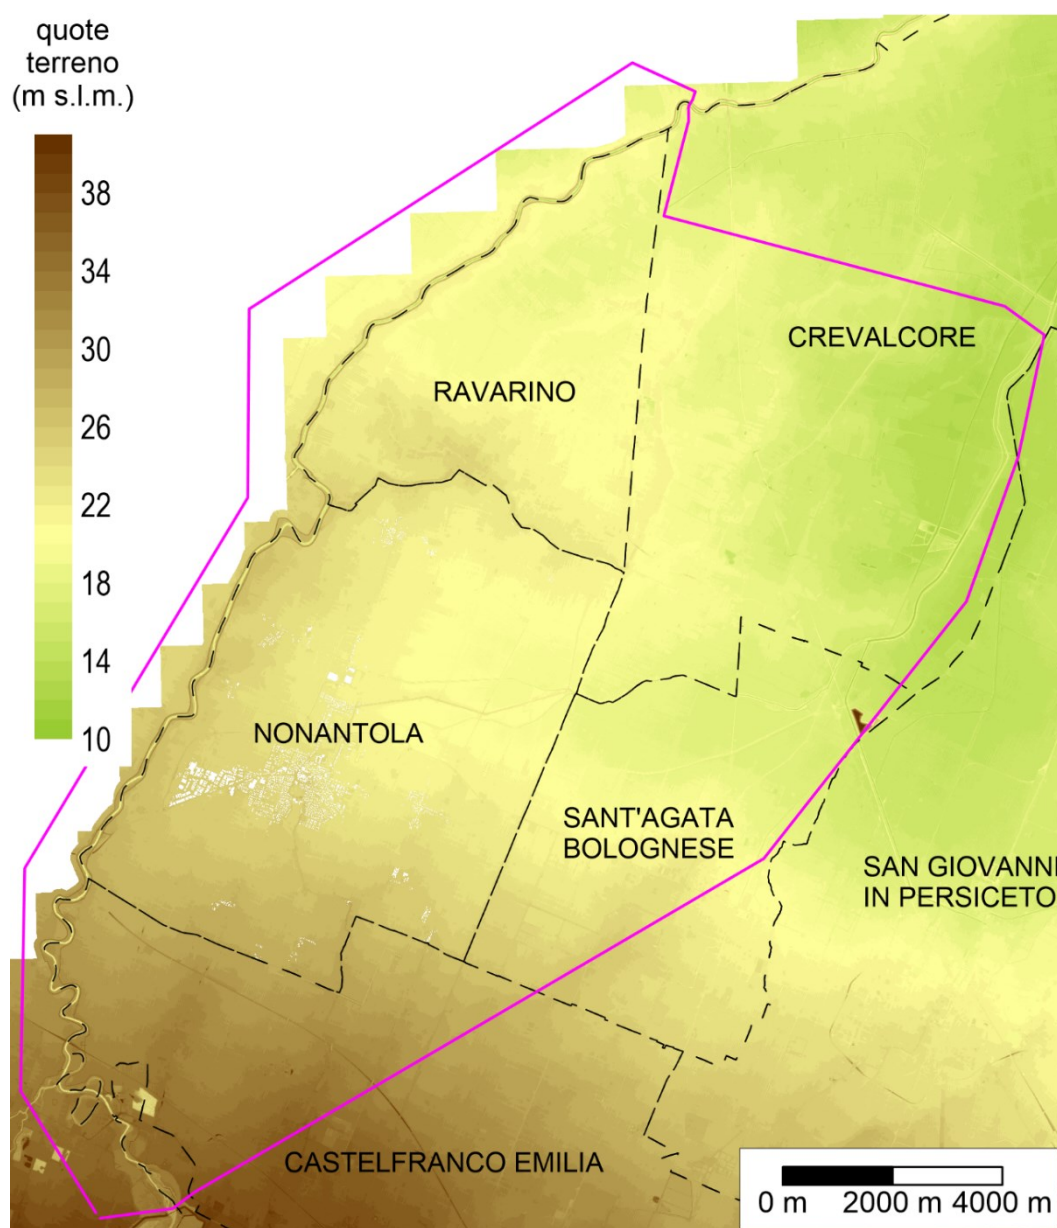 quote
terreno
(m s.l.m.)
38
34
30
26
22
18
14
10
CREVALCORE
RAVARINO
NONANTOLA
SANT'AGATA
BOLOGNESE
SAN GIOVANNI
IN PERSICETO
CASTELFRANCO EMILIA
0 m 2000 m 4000 m